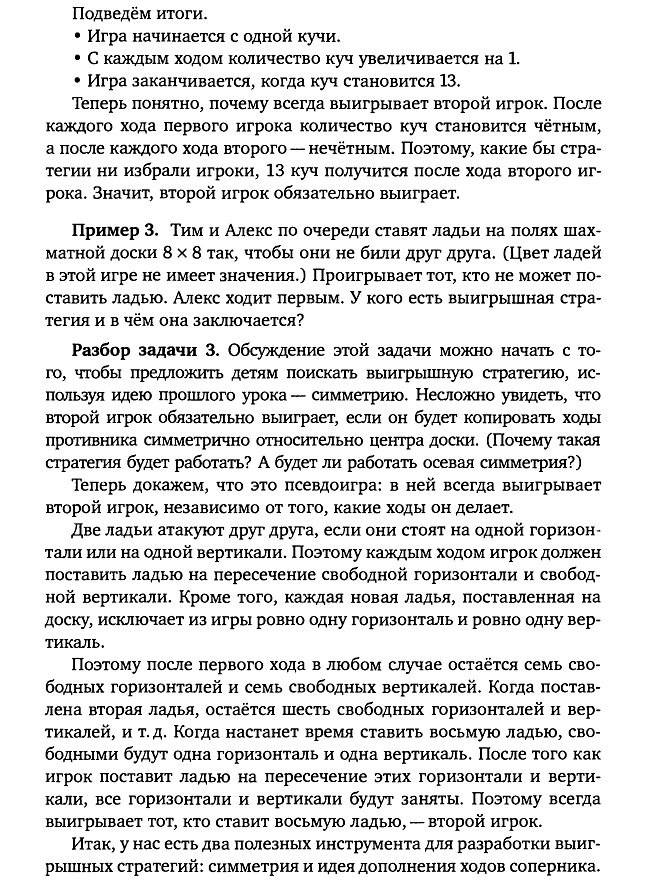 Подведём итоги.
• Игра начинается с одной кучи.
• С каждым ходом количество куч увеличивается на 1.
• Игра заканчивается, когда куч становится 13.
Теперь понятно, почему всегда выигрывает второй игрок. После
каждого хода первого игрока количество куч становится чётным,
а после каждого хода второго — нечётным. Поэтому, какие бы стра-
тегии ни избрали игроки, 13 куч получится после хода второго иг-
рока. Значит, второй игрок обязательно выиграет.
Пример 3. Тим и Алекс по очереди ставят ладьи на полях шах-
матной доски 8 × 8 так, чтобы они не били друг друга. (Цвет ладей
в этой игре не имеет значения.) Проигрывает тот, кто не может по-
ставить ладью. Алекс ходит первым. У кого есть выигрышная стра-
тегия и в чём она заключается?
Разбор задачи 3. Обсуждение этой задачи можно начать с то-
го, чтобы предложить детям поискать выигрышную стратегию, ис-
пользуя идею прошлого урока — симметрию. Несложно увидеть, что
второй игрок обязательно выиграет, если он будет копировать ходы
противника симметрично относительно центра доски. (Почему такая
стратегия будет работать? А будет ли работать осевая симметрия?)
Теперь докажем, что это псевдоигра: в ней всегда выигрывает
второй игрок, независимо от того, какие ходы он делает.
Две ладьи атакуют друг друга, если они стоят на одной горизон-
тали или на одной вертикали. Поэтому каждым ходом игрок должен
поставить ладью на пересечение свободной горизонтали и свобод-
ной вертикали. Кроме того, каждая новая ладья, поставленная на
доску, исключает из игры ровно одну горизонталь и ровно одну вер-
тикаль.
Поэтому после первого хода в любом случае остаётся семь сво-
бодных горизонталей и семь свободных вертикалей. Когда постав-
лена вторая ладья, остаётся шесть свободных горизонталей и вер-
тикалей, и т. д. Когда настанет время ставить восьмую ладью, сво-
бодными будут одна горизонталь и одна вертикаль. После того как
игрок поставит ладью на пересечение этих горизонтали и верти-
кали, все горизонтали и вертикали будут заняты. Поэтому всегда
выигрывает тот, кто ставит восьмую ладью, — второй игрок.
Итак, у нас есть два полезных инструмента для разработки выиг-
рышных стратегий: симметрия и идея дополнения ходов соперника.